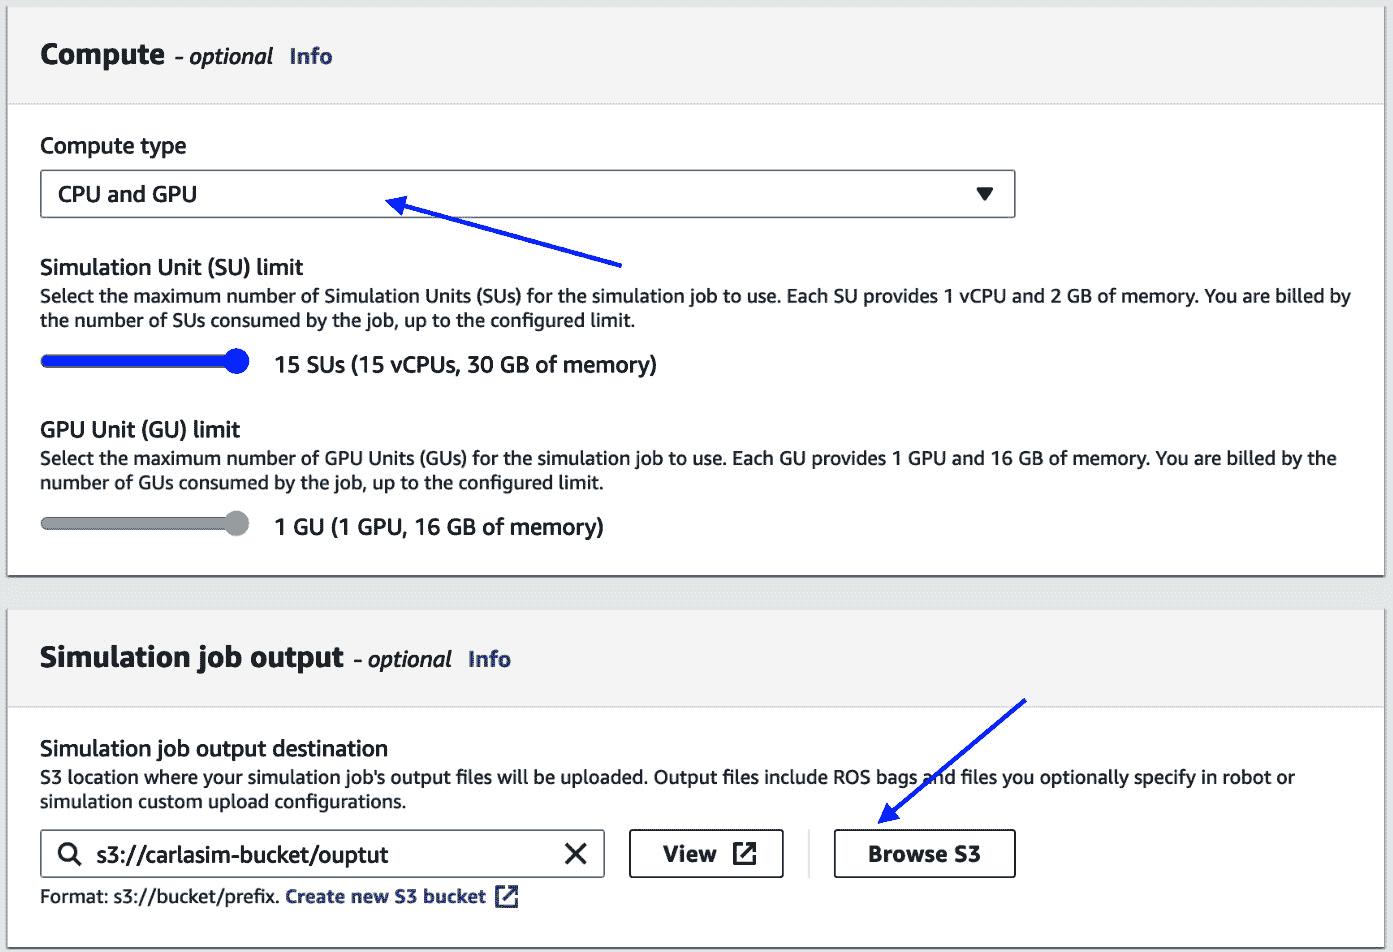 Compute - optional Info
Compute type
CPU and GPU
Simulation Unit (SU) limit
Select the maximum number of Simulation Units (SUs) for the simulation job to use. Each SU provides 1 vCPU and 2 GB of memory. You are billed by
the number of SUs consumed by the job, up to the configured limit.
15 SUs (15 vCPUs, 30 GB of memory)
GPU Unit (GU) limit
Select the maximum number of GPU Units (GUs) for the simulation job to use. Each GU provides 1 GPU and 16 GB of memory. You are billed by the
number of GUs consumed by the job, up to the configured limit.
1 GU (1 GPU, 16 GB of memory)
Simulation job output - optional Info
Simulation job output destination
S3 location where your simulation job's output files will be uploaded. Output files include ROS bags and files you optionally specify in robot or
simulation custom upload configurations.
s3://carlasim-bucket/ouptut View Browse S3
Format: s3://bucket/prefix. Create new S3 bucket